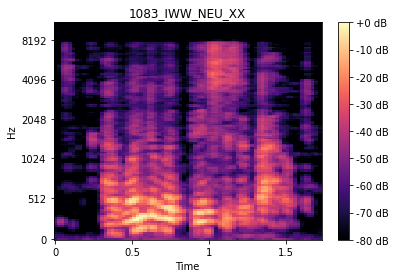 1083_IWW_NEU_XX
+0 dB
8192
-10 dB
4096
-20 dB
-30 dB
2048
Hz
-40 dB
1024
-50 dB
512
-60 dB
-70 dB
0
-80 dB
0
0.5
1
1.5
Time